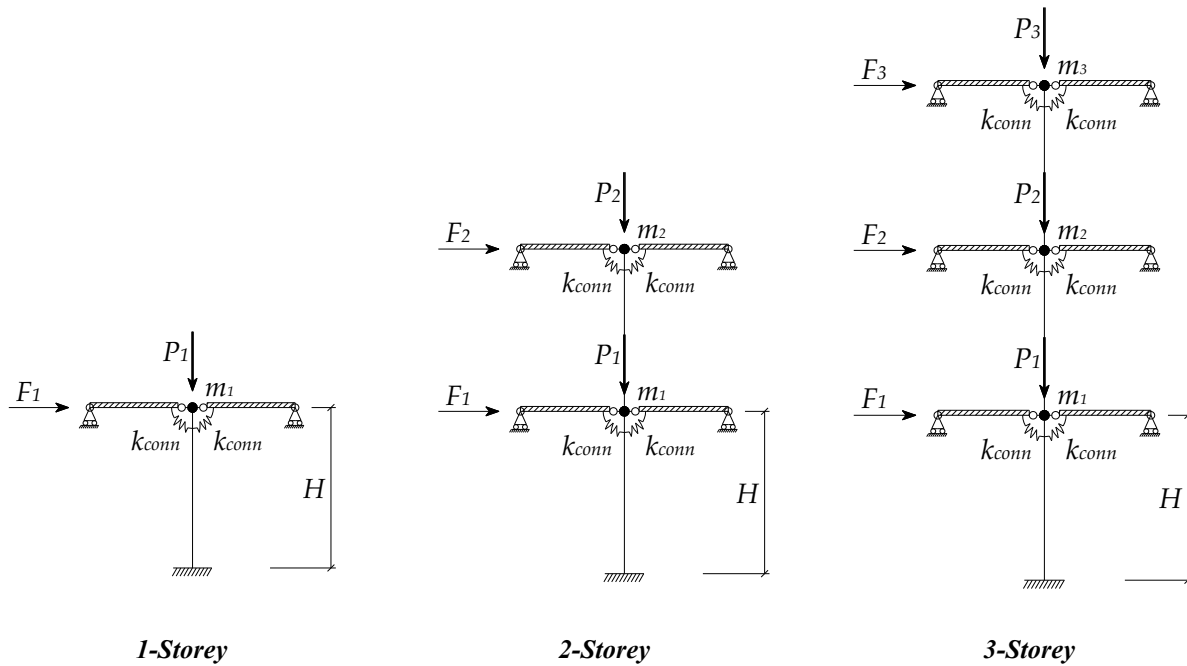 P1
F1
m1
kconn kconn
H
1-Storey
P2
F2
m2
kconn kconn
P1
F1
m1
kconn kconn
H
2-Storey
P3
F3
m3
kconn kconn
P2
F2
m2
kconn kconn
P1
F1
m1
kconn kconn
H
3-Storey